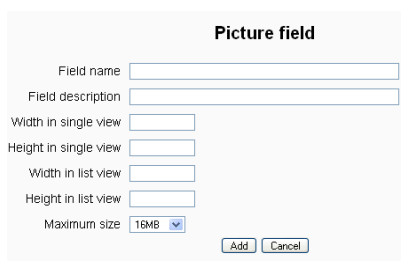 Picture field
Field name
Field description
Width in single view
Height in single view
Width in list view
Height in list view
Maximum size 16MB
Add Cancel